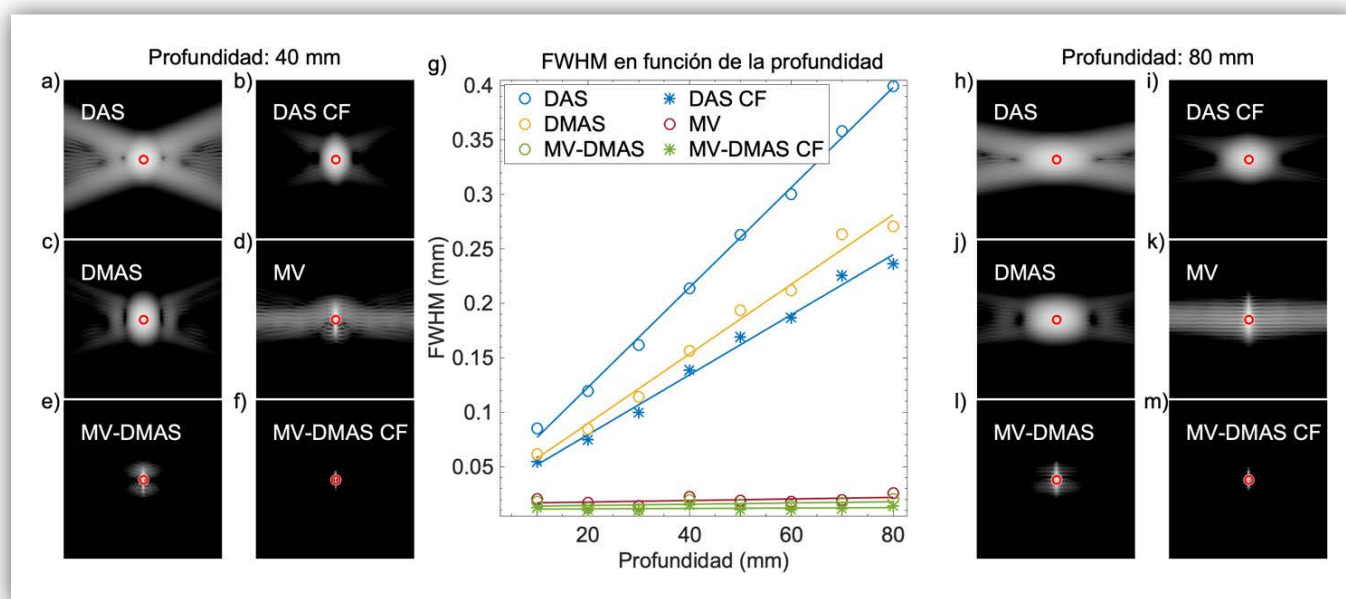 Profundidad: 40 mm
a)
DAS
b)
DAS CF
c)
DMAS
d)
MV
e)
MV-DMAS
f)
MV-DMAS CF
g)
FWHM en función de la profundidad
DAS
DAS CF
DMAS
MV
MV-DMAS
MV-DMAS CF
FWHM (mm)
0.4
0.35
0.3
0.25
0.2
0.15
0.1
0.05
20
40
60
80
Profundidad (mm)
Profundidad: 80 mm
h)
DAS
i)
DAS CF
j)
DMAS
k)
MV
l)
MV-DMAS
m)
MV-DMAS CF